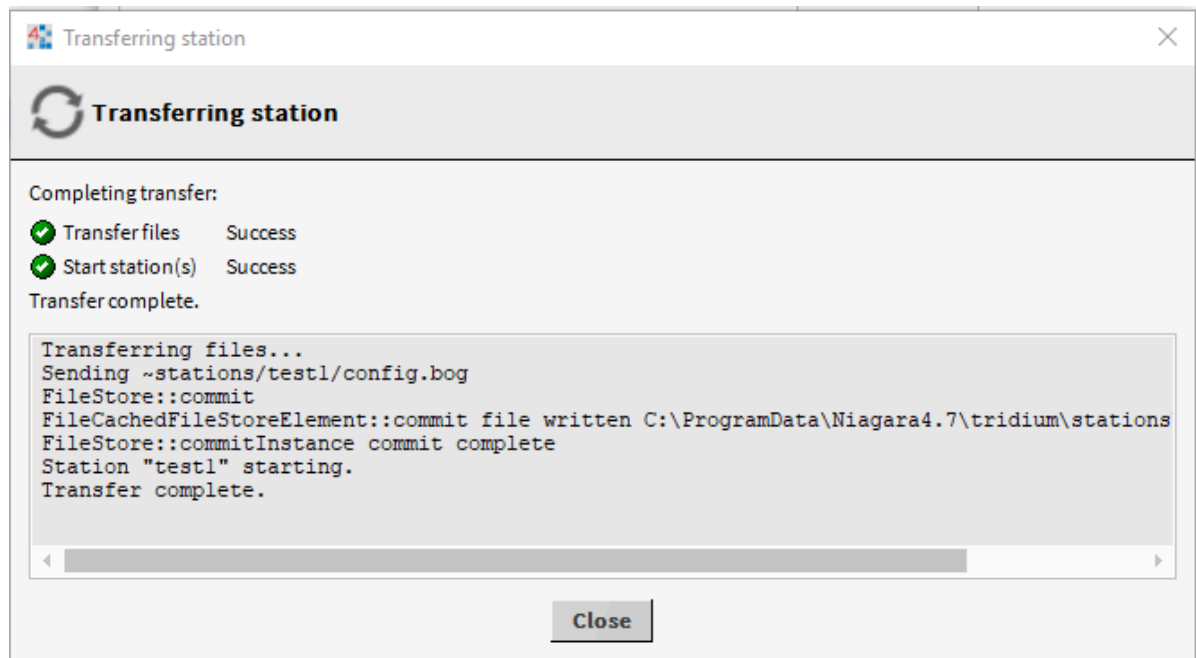 Transferring station
Transferring station
Completing transfer:
Transfer files Success
Start station(s) Success
Transfer complete.
Transferring files...
Sending ~stations/test1/config.bog
FileStore::commit
FileCachedFileStoreElement::commit file written C:\ProgramData\Niagara4.7\tridium\stations
FileStore::commitInstance commit complete
Station "test1" starting.
Transfer complete.
Close